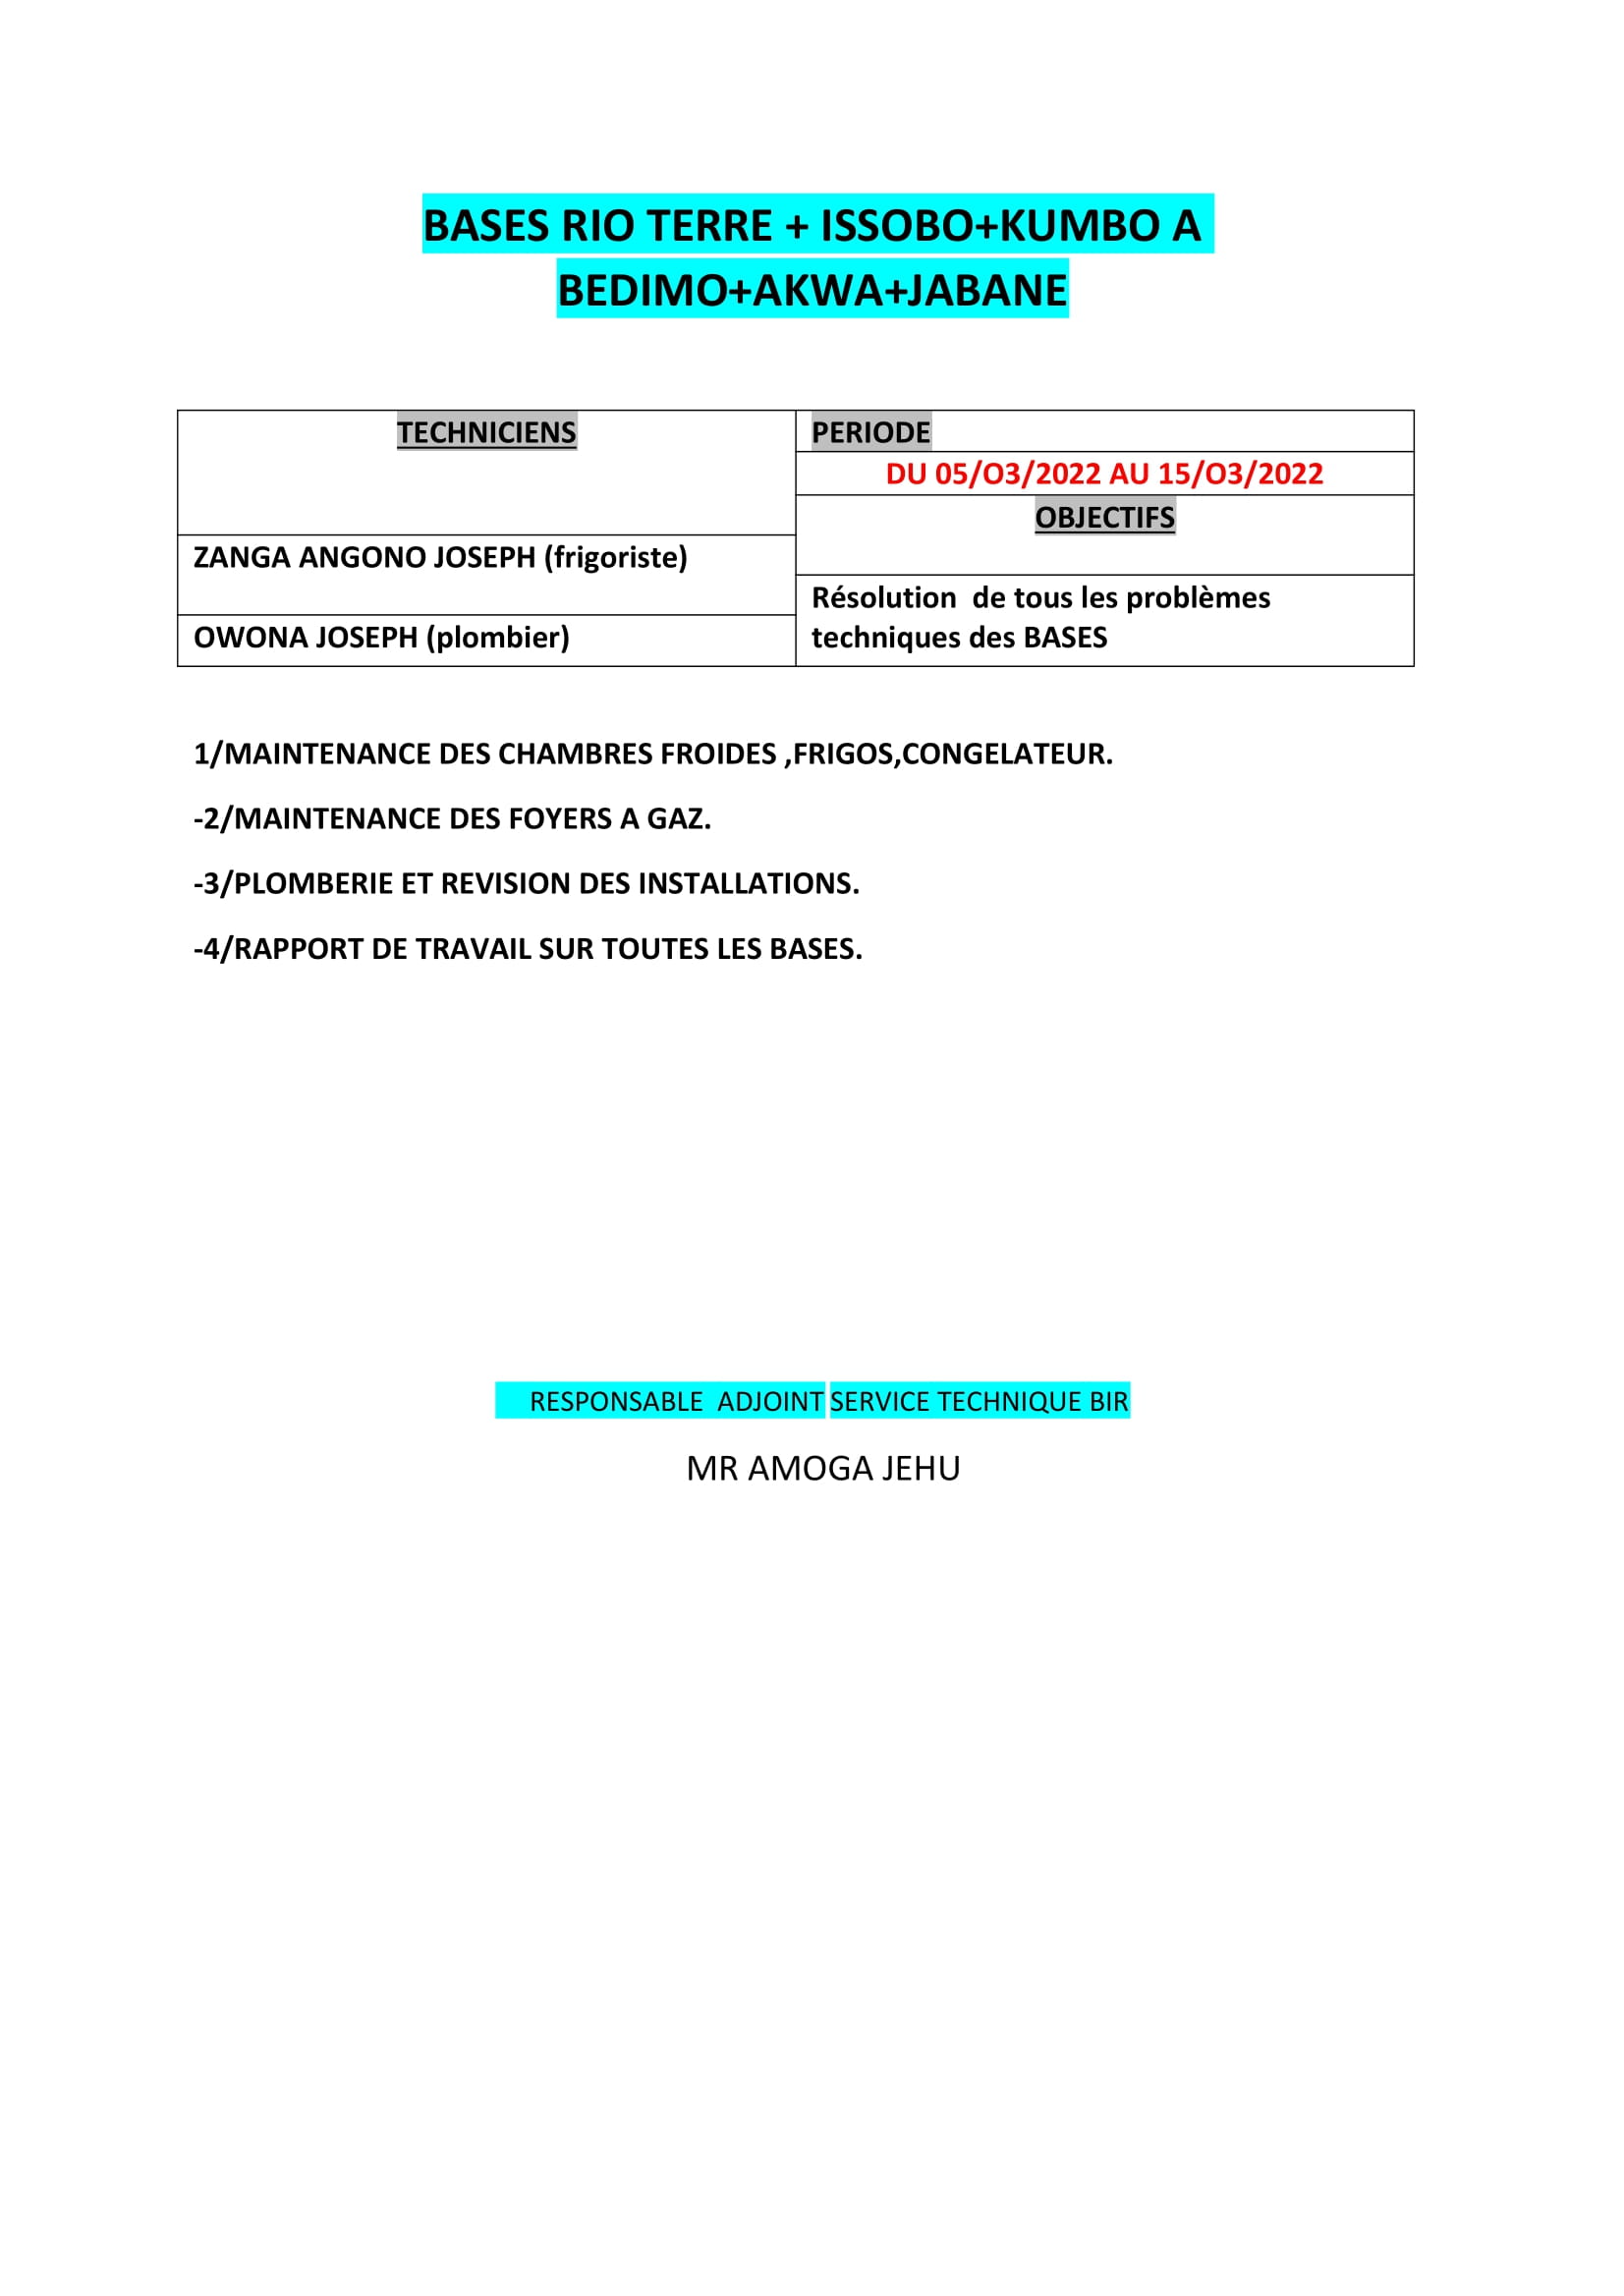 BASES RIO TERRE + ISSOBO+KUMBO A
BEDIMO+AKWA+JABANE
TECHNICIENS
PERIODE
DU 05/O3/2022 AU 15/O3/2022
OBJECTIFS
ZANGA ANGONO JOSEPH (frigoriste)
Résolution  de tous les problèmes
techniques des BASES
OWONA JOSEPH (plombier)
1/MAINTENANCE DES CHAMBRES FROIDES ,FRIGOS,CONGELATEUR.
-2/MAINTENANCE DES FOYERS A GAZ.
-3/PLOMBERIE ET REVISION DES INSTALLATIONS.
-4/RAPPORT DE TRAVAIL SUR TOUTES LES BASES.
RESPONSABLE  ADJOINT SERVICE TECHNIQUE BIR
MR AMOGA JEHU